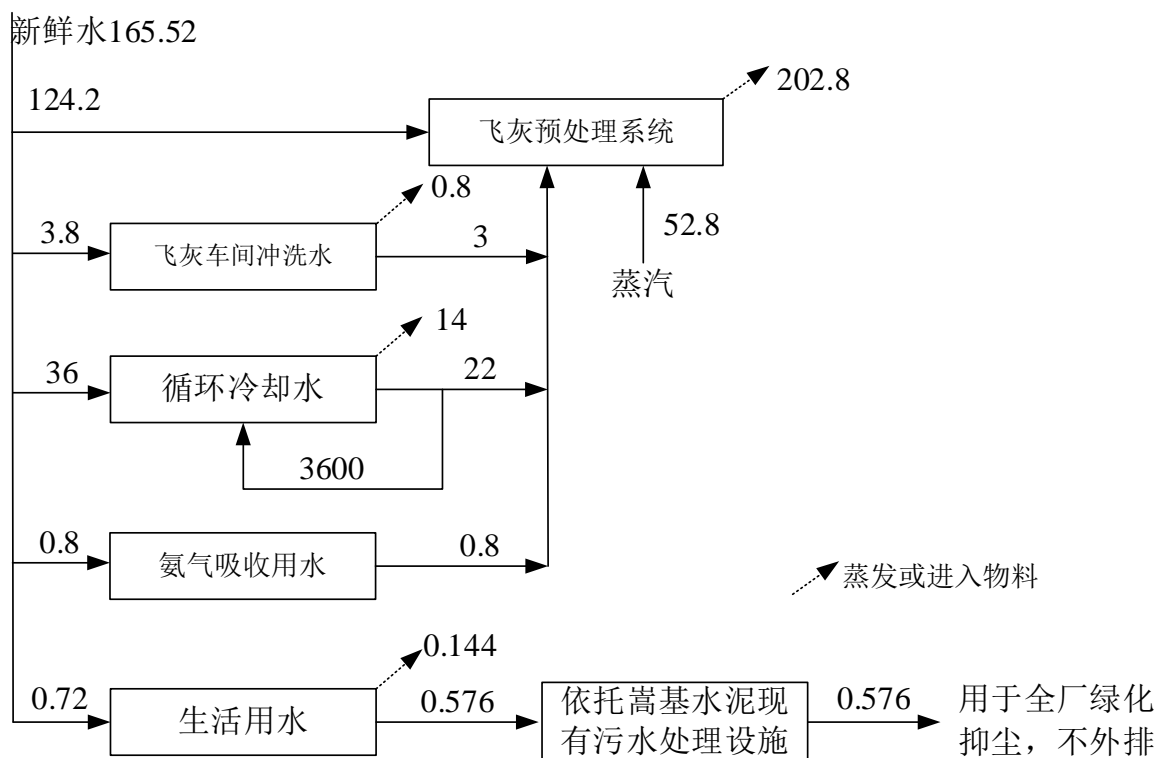 新鲜水165.52
124.2
飞灰预处理系统
202.8
3.8
飞灰车间冲洗水
0.8
3
52.8
蒸汽
36
循环冷却水
14
22
3600
0.8
氨气吸收用水
0.8
蒸发或进入物料
0.72
生活用水
0.144
0.576
依托嵩基水泥现
有污水处理设施
0.576
用于全厂绿化
抑尘，不外排